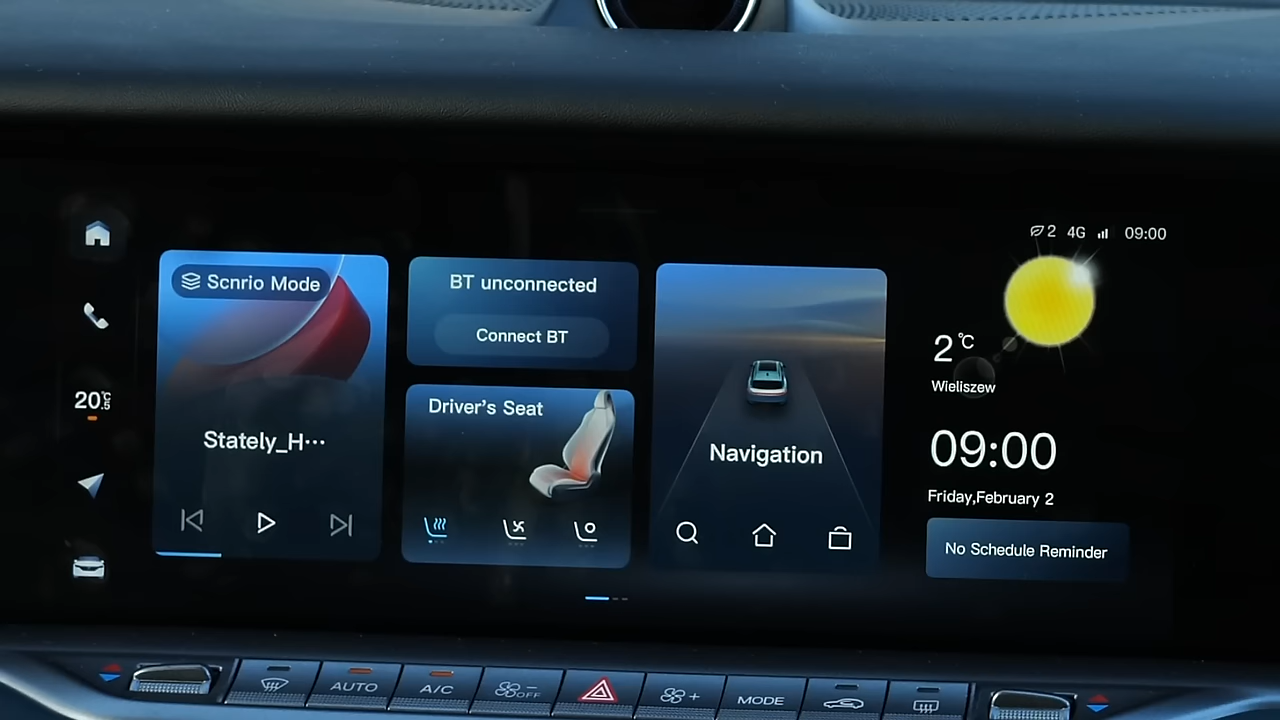 2 4G 09:00
Scnrio Mode
Stately_H···
BT unconnected
Connect BT
Driver's Seat
Navigation
2℃
Wieliszew
09:00
Friday,February 2
No Schedule Reminder
20.5℃
AUTO
A/C
– OFF
+
MODE